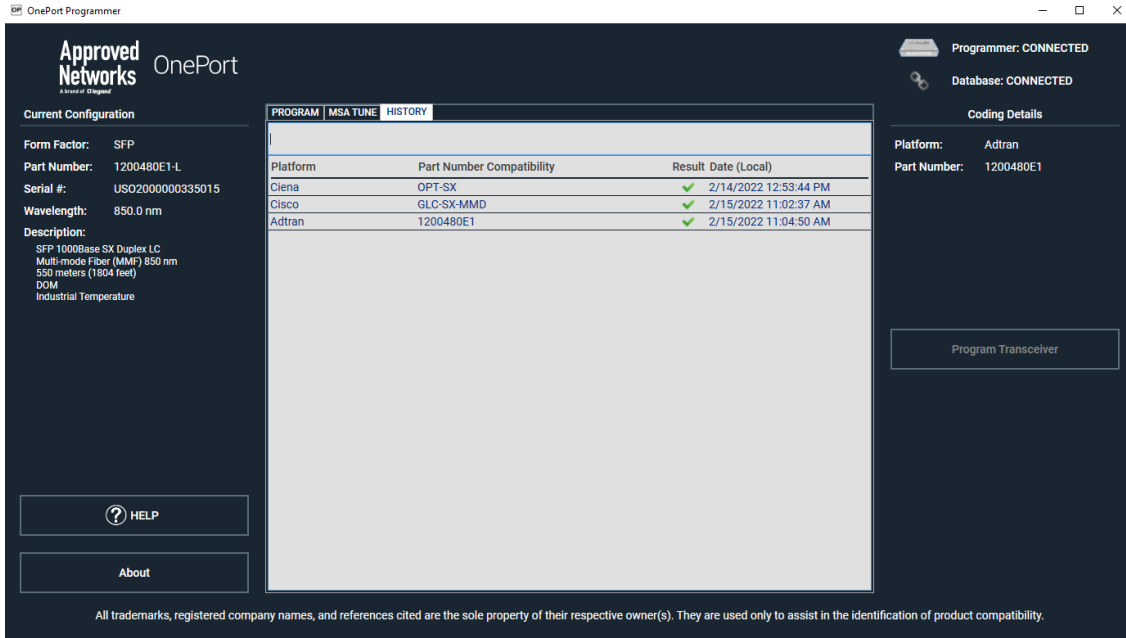 OP OnePort Programmer
Approved
Networks
A brand of legrand
OnePort
Programmer: CONNECTED
Database: CONNECTED
Current Configuration
Form Factor: SFP
Part Number: 1200480E1-L
Serial #: USO2000000335015
Wavelength: 850.0 nm
Description:
SFP 1000Base SX Duplex LC
Multi-mode Fiber (MMF) 850 nm
550 meters (1804 feet)
DOM
Industrial Temperature
HELP
About
PROGRAM MSA TUNE HISTORY
Platform Part Number Compatibility Result Date (Local)
Ciena OPT-SX 2/14/2022 12:53:44 PM
Cisco GLC-SX-MMD 2/15/2022 11:02:37 AM
Adtran 1200480E1 2/15/2022 11:04:50 AM
Coding Details
Platform: Adtran
Part Number: 1200480E1
Program Transceiver
All trademarks, registered company names, and references cited are the sole property of their respective owner(s). They are used only to assist in the identification of product compatibility.